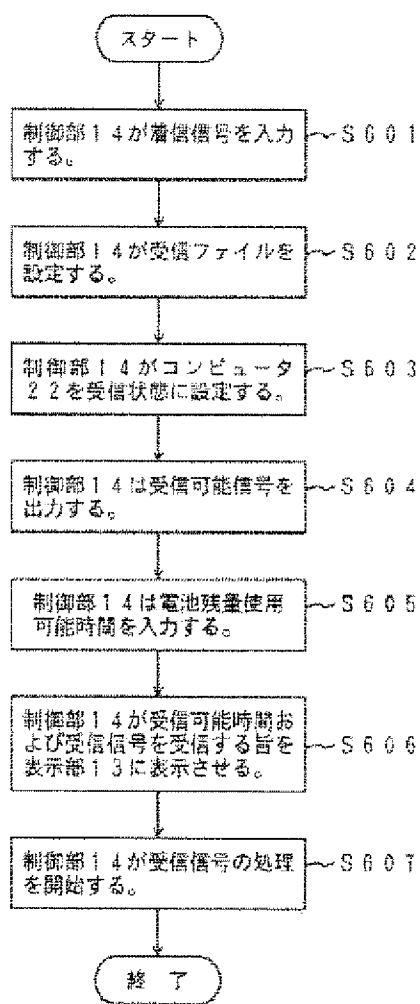 スタート
制御部14が着信信号を入力
する。
S601
制御部14が受信ファイルを
設定する。
S602
制御部14がコンピュータ
22を受信状態に設定する。
S603
制御部14は受信可能信号を
出力する。
S604
制御部14は電池残量使用
可能時間を入力する。
S605
制御部14が受信可能時間お
よび受信信号を受信する旨を
表示部13に表示させる。
S606
制御部14が受信信号の処理
を開始する。
S607
終了